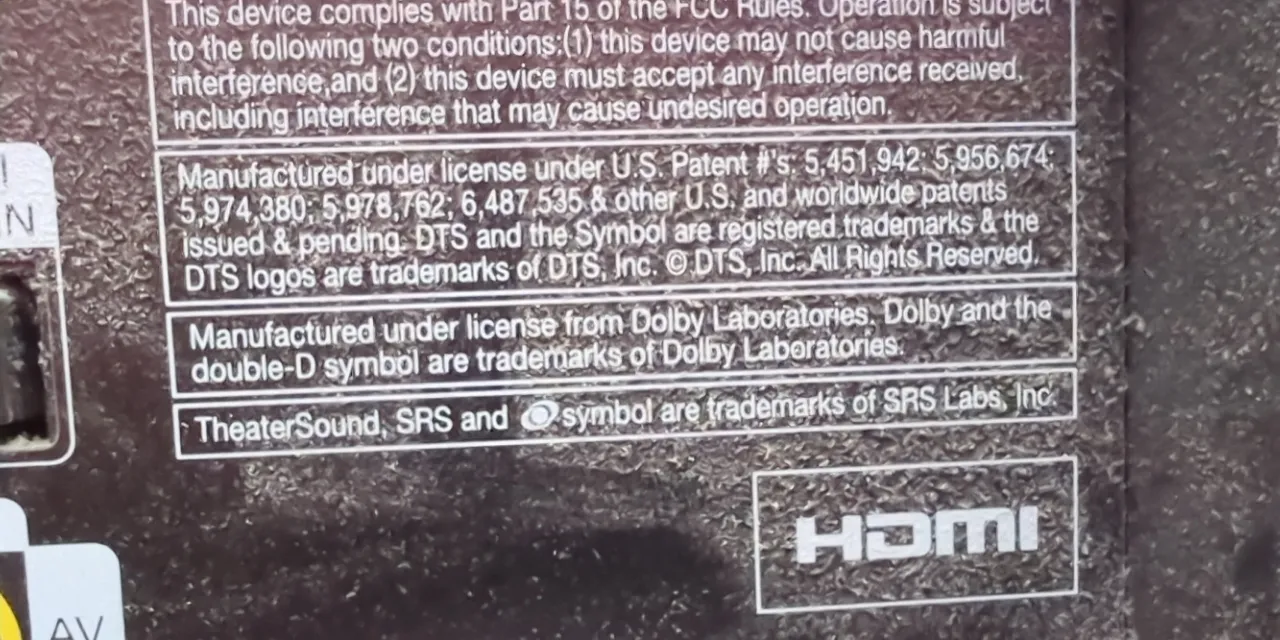 This device complies with Part 15 of the FCC Rules. Operation is subject
to the following two conditions:(1) this device may not cause harmful
interference,and (2) this device must accept any interference received,
including interference that may cause undesired operation.
Manufactured under license under U.S. Patent #'s: 5,451,942; 5,956,674;
5,974,380; 5,978,762; 6,487,535 & other U.S. and worldwide patents
issued & pending. DTS and the Symbol are registered trademarks & the
DTS logos are trademarks of DTS, Inc. © DTS, Inc. All Rights Reserved.
Manufactured under license from Dolby Laboratories. Dolby and the
double-D symbol are trademarks of Dolby Laboratories.
TheaterSound, SRS and symbol are trademarks of SRS Labs, Inc.
HDMI
AV